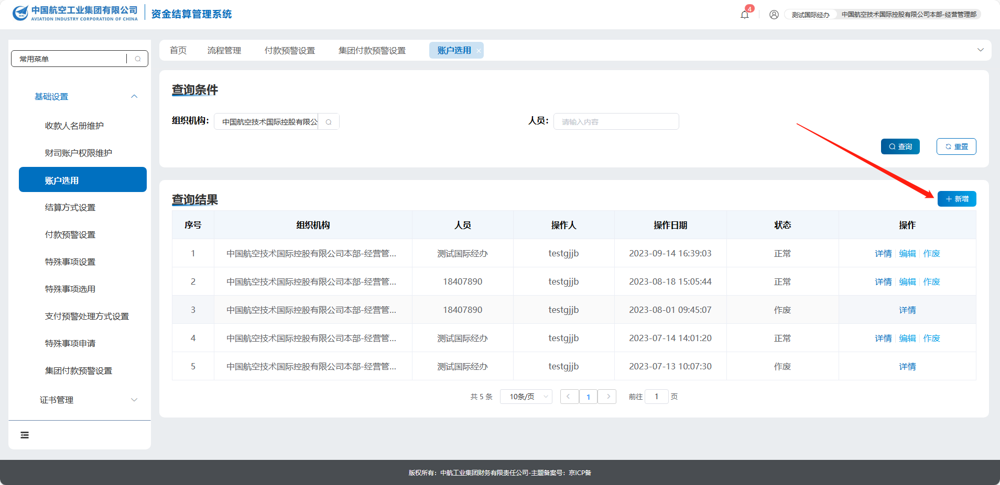 中国航空工业集团有限公司
AVIATION INDUSTRY CORPORATION OF CHINA
资金结算管理系统
4
测试国际经办 中国航空技术国际控股有限公司本部-经营管理部
常用菜单
基础设置
收款人名册维护
财司账户权限维护
账户选用
结算方式设置
付款预警设置
特殊事项设置
特殊事项选用
支付预警处理方式设置
特殊事项申请
集团付款预警设置
证书管理
首页 流程管理 付款预警设置 集团付款预警设置 账户选用
查询条件
组织机构： 中国航空技术国际控股有限公 人员： 请输入内容
查询 重置
查询结果
新增
序号 组织机构 人员 操作人 操作日期 状态 操作
1 中国航空技术国际控股有限公司本部-经营管... 测试国际经办 testgjjb 2023-09-14 16:39:03 正常 详情 编辑 作废
2 中国航空技术国际控股有限公司本部-经营管... 18407890 testgjjb 2023-08-18 15:05:44 正常 详情 编辑 作废
3 中国航空技术国际控股有限公司本部-经营管... 18407890 testgjjb 2023-08-01 09:45:07 作废 详情
4 中国航空技术国际控股有限公司本部-经营管... 测试国际经办 testgjjb 2023-07-14 14:01:20 正常 详情 编辑 作废
5 中国航空技术国际控股有限公司本部-经营管... 测试国际经办 testgjjb 2023-07-13 10:07:30 作废 详情
共 5 条 10条/页 1 前往 1 页
版权所有：中航工业集团财务有限责任公司-主题备案号：京ICP备